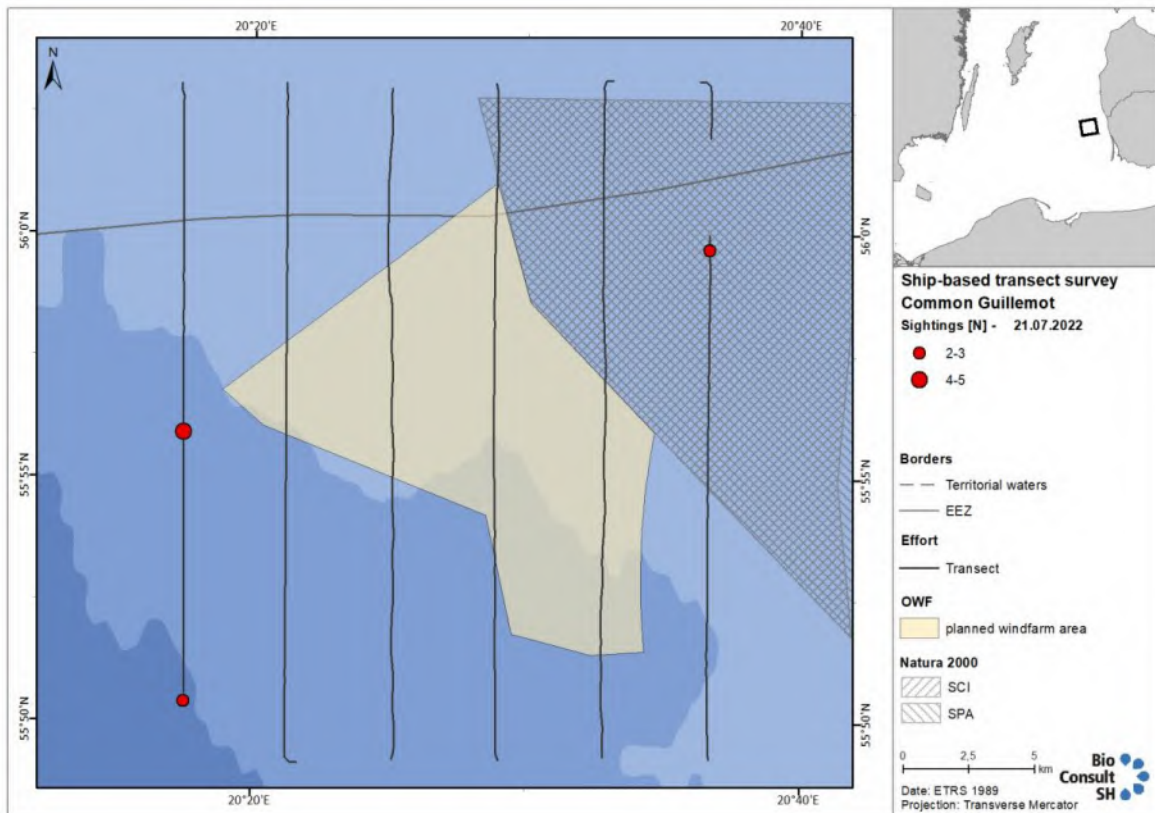 20°20'E
20°40'E
N
56°0'N
56°0'N
55°55'N
55°55'N
55°50'N
55°50'N
20°20'E
20°40'E
Ship-based transect survey
Common Guillemot
Sightings [N] - 21.07.2022
2-3
4-5
Borders
Territorial waters
EEZ
Effort
Transect
OWF
planned windfarm area
Natura 2000
SCI
SPA
0 2,5 5
km
Date: ETRS 1989
Projection: Transverse Mercator
Bio
Consult
SH